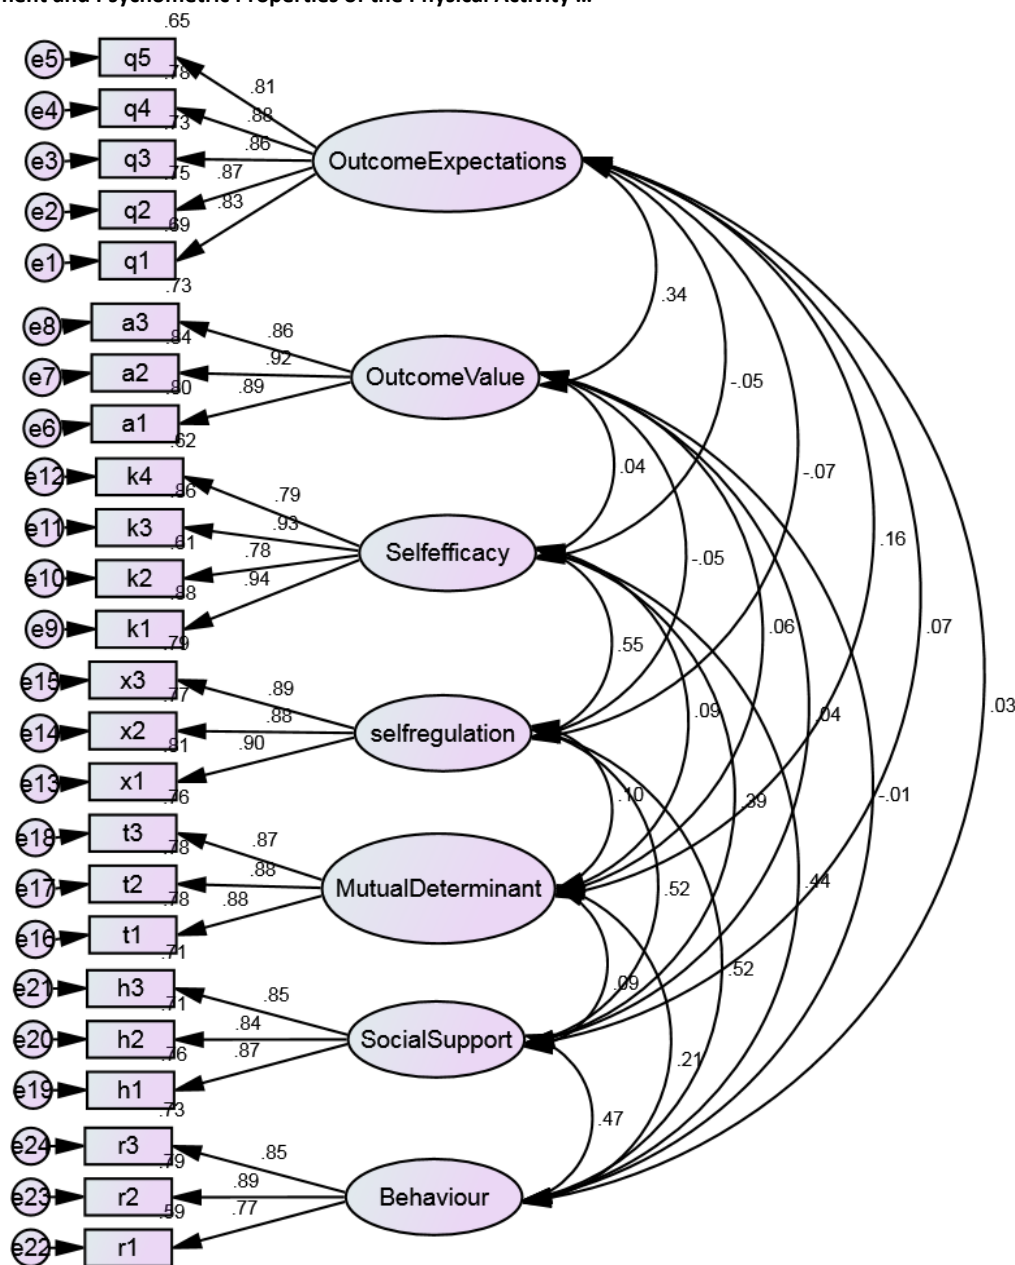 nent and Psychometric Properties of the Physical Activity ...
.65
e5 q5
.78 .81
e4 q4 .88
.73
e3 q3 .86 OutcomeExpectations
.75 .87
e2 q2 .83
.69
e1 q1
.73 .34
e8 a3 .86
.84 .92
e7 a2 OutcomeValue -.05
.80 .89
e6 a1
.62 .04 -.07
e12 k4 .79
.86 .93
e11 k3 .16
.61 .78 Selfefficacy -.05
e10 k2 .94
.88
e9 k1 .06 .07
.79 .55
e15 x3 .89
.77 .88 .09 .04 .03
e14 x2 selfregulation
.81 .90
e13 x1 .10 .39 -.01
.76
e18 t3 .87
.78 .88
e17 t2 MutualDeterminant .52 .44
.78 .88
e16 t1
.71 .52
e21 h3 .85 .09
.71 .84
e20 h2 SocialSupport
.76 .87 .21
e19 h1
.73 .47
e24 r3 .85
.79 .89
e23 r2 Behaviour
.59 .77
e22 r1